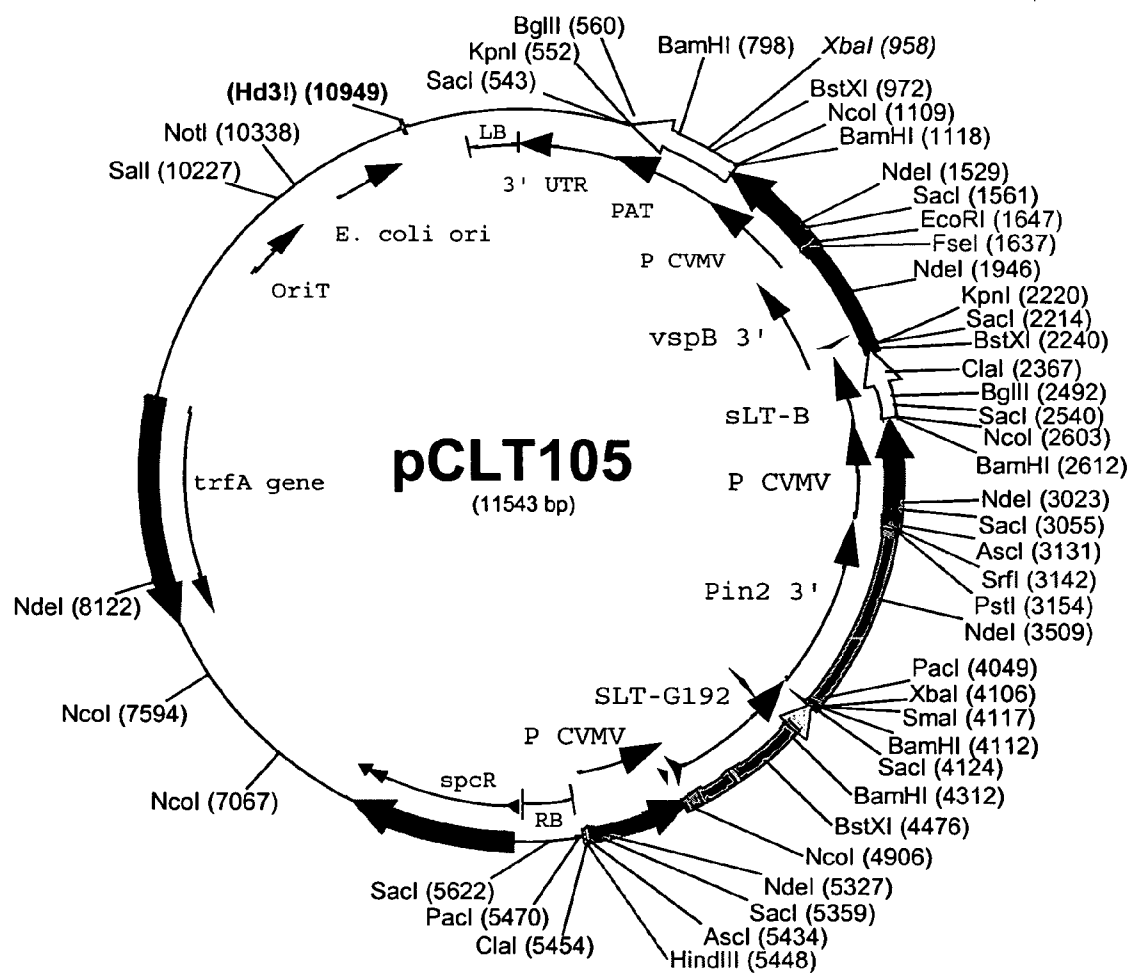 BglII (560)
KpnI (552)
SacI (543)
BamHI (798)
XbaI (958)
BstXI (972)
NcoI (1109)
BamHI (1118)
NdeI (1529)
SacI (1561)
EcoRI (1647)
FseI (1637)
NdeI (1946)
KpnI (2220)
SacI (2214)
BstXI (2240)
ClaI (2367)
BglII (2492)
SacI (2540)
NcoI (2603)
BamHI (2612)
NdeI (3023)
SacI (3055)
AscI (3131)
SrfI (3142)
PstI (3154)
NdeI (3509)
PacI (4049)
XbaI (4106)
SmaI (4117)
BamHI (4112)
SacI (4124)
BamHI (4312)
BstXI (4476)
NcoI (4906)
NdeI (5327)
SacI (5359)
AscI (5434)
HindIII (5448)
ClaI (5454)
PacI (5470)
SacI (5622)
NcoI (7067)
NcoI (7594)
NdeI (8122)
SalI (10227)
NotI (10338)
(Hd3!) (10949)
LB
3' UTR
PAT
P CVMV
vspB 3'
sLT-B
P CVMV
Pin2 3'
SLT-G192
P CVMV
RB
spcR
trfA gene
OriT
E. coli ori
pCLT105
(11543 bp)